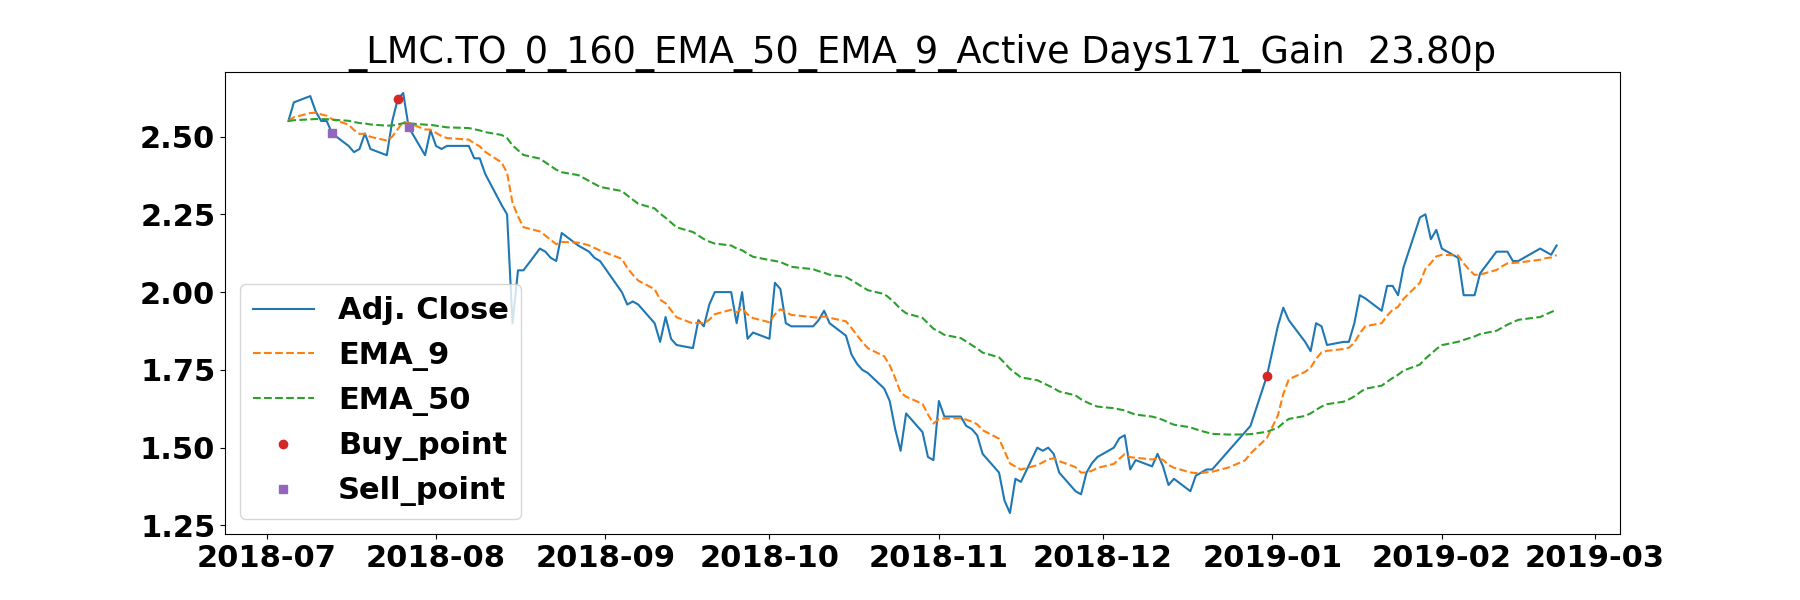 _LMC.TO_0_160_EMA_50_EMA_9_Active Days171_Gain  23.80p
2.50
2.25
2.00
1.75
1.50
1.25
Adj. Close
EMA_9
EMA_50
Buy_point
Sell_point
2018-07 2018-08 2018-09 2018-10 2018-11 2018-12 2019-01 2019-02 2019-03